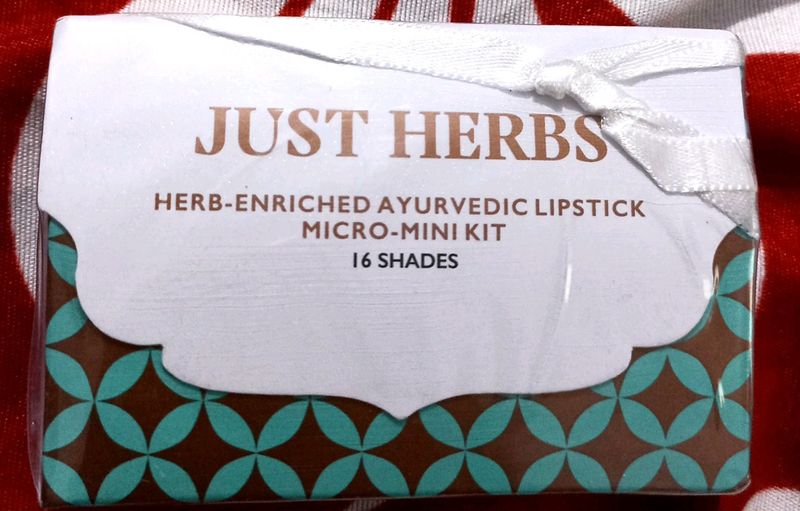 JUST HERBS
HERB-ENRICHED AYURVEDIC LIPSTICK
MICRO-MINI KIT
16 SHADES